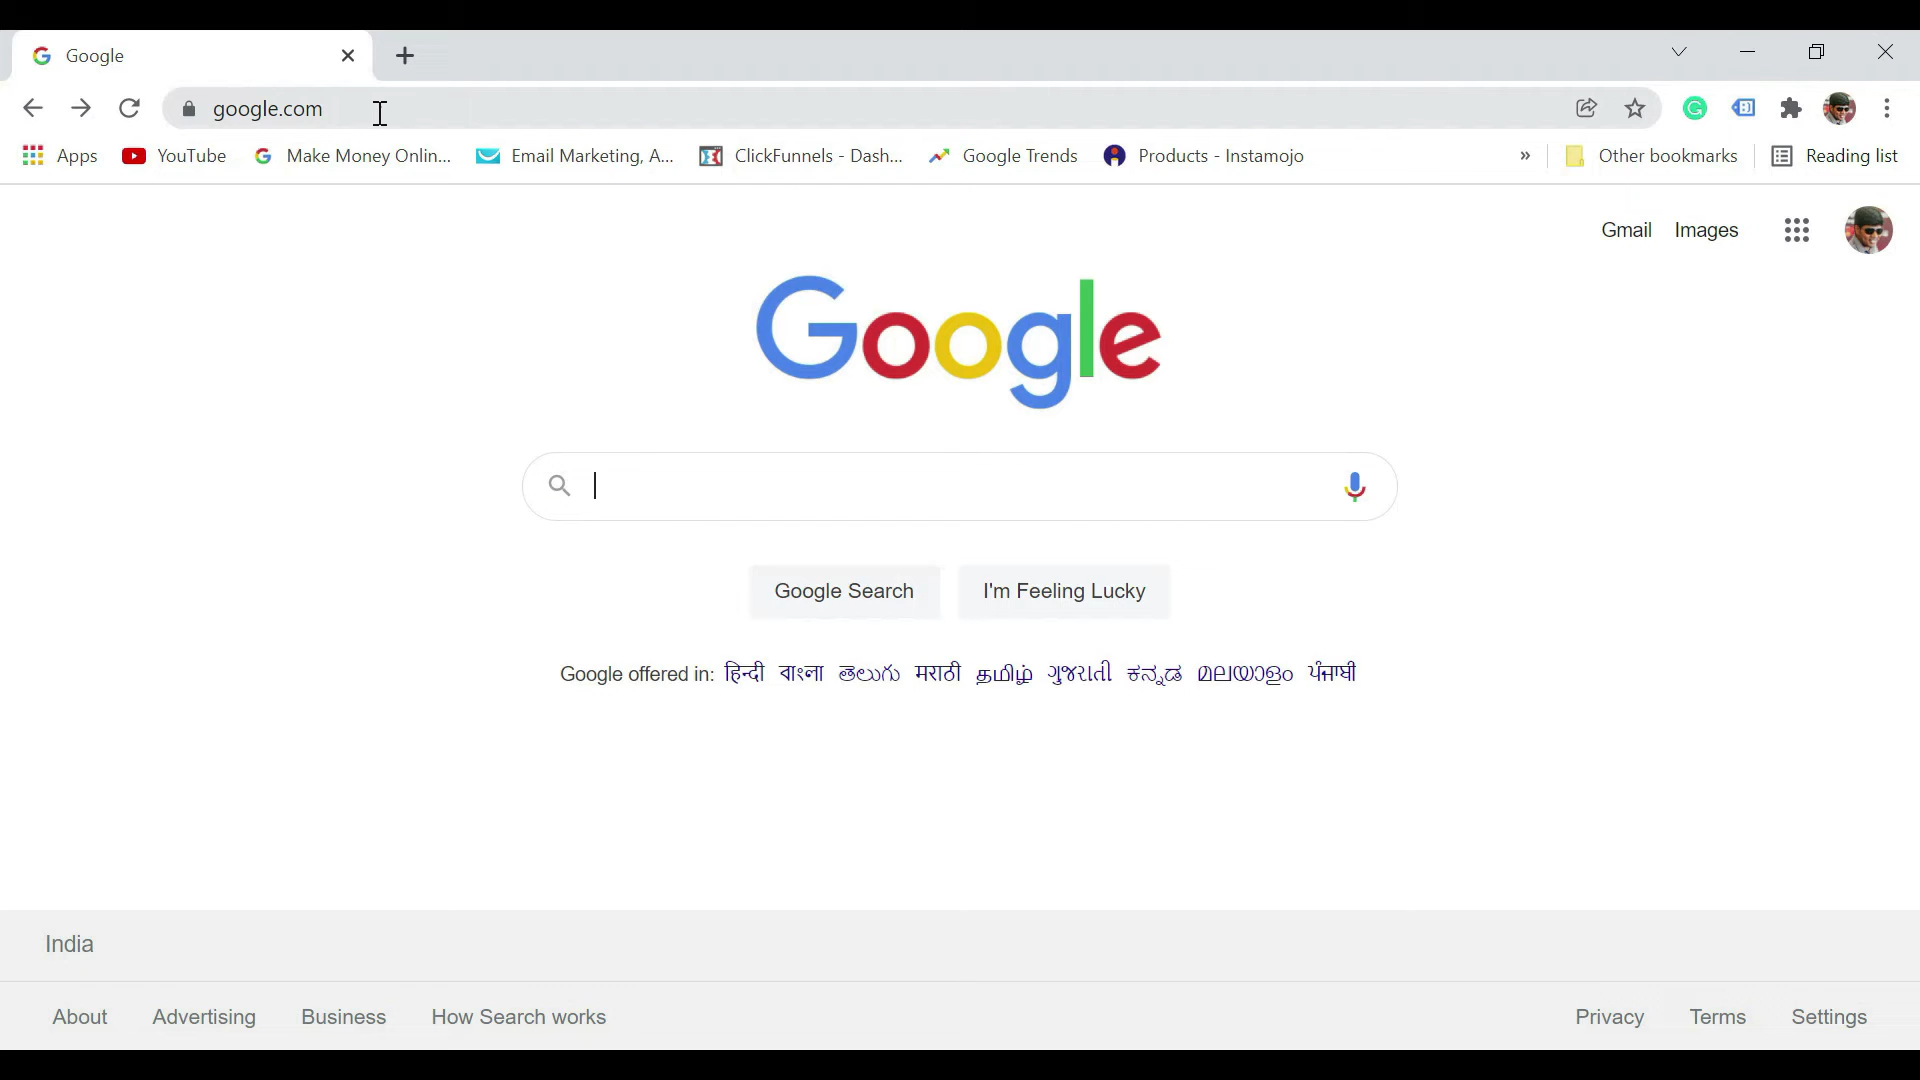 Google
google.com
Apps YouTube Make Money Onlin... Email Marketing, A... ClickFunnels - Dash... Google Trends Products - Instamojo » Other bookmarks Reading list
Gmail Images
Google
Google Search I'm Feeling Lucky
Google offered in: हिन्दी বাংলা తెలుగు मराठी தமிழ் ગુજરાતી ಕನ್ನಡ മലയാളം ਪੰਜਾਬੀ
India
About Advertising Business How Search works Privacy Terms Settings